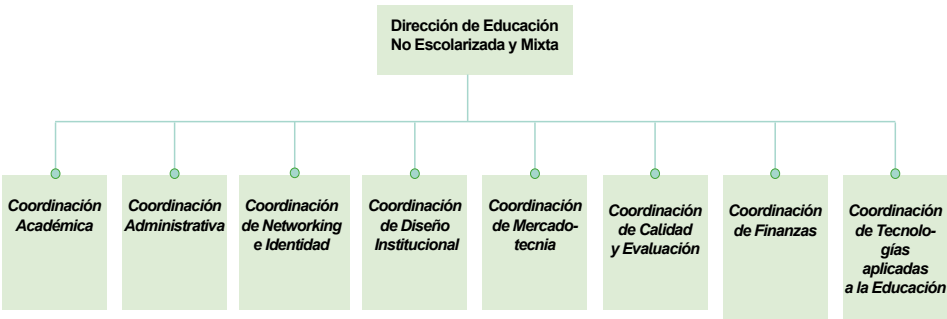 Dirección de Educación
No Escolarizada y Mixta
Coordinación
Académica
Coordinación
Administrativa
Coordinación
de Networking
e Identidad
Coordinación
de Diseño
Institucional
Coordinación
de Mercado-
tecnia
Coordinación
de Calidad
y Evaluación
Coordinación
de Finanzas
Coordinación
de Tecnolo-
gías
aplicadas
a la Educación